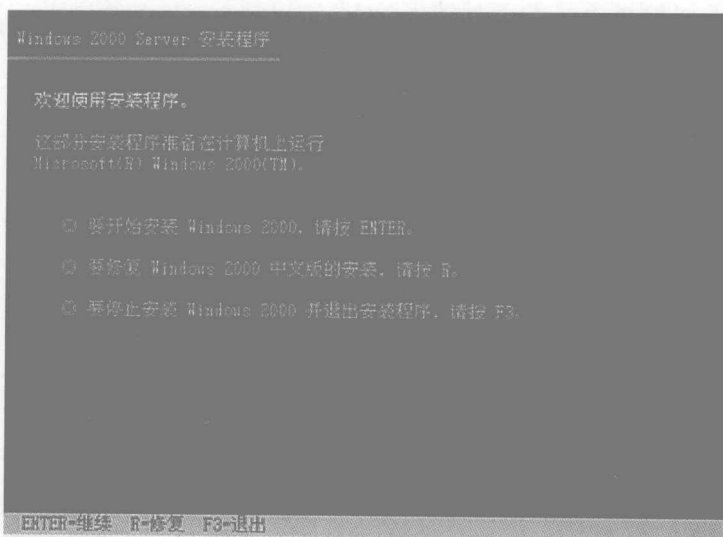 Windows 2000 Server 安装程序
欢迎使用安装程序。
这部分安装程序准备在计算机上运行
Microsoft(R) Windows 2000(TM)。
要开始安装 Windows 2000，请按 ENTER。
要修复 Windows 2000 中文版的安装，请按 R。
要停止安装 Windows 2000 并退出安装程序，请按 F3。
ENTER=继续 R=修复 F3=退出